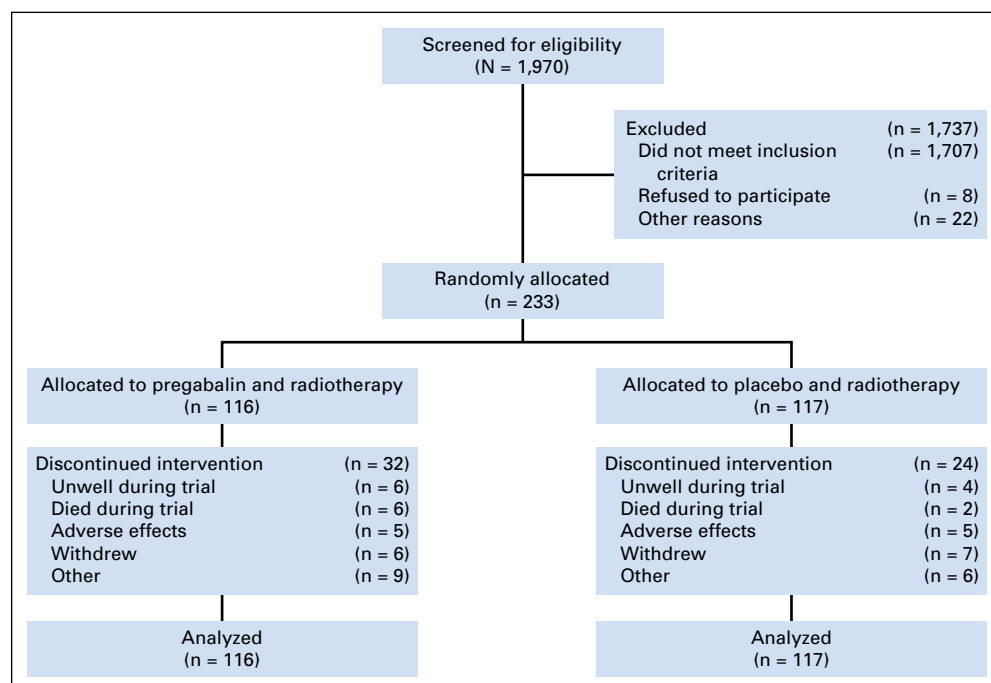 Screened for eligibility
(N = 1,970)
Excluded (n = 1,737)
Did not meet inclusion (n = 1,707)
criteria
Refused to participate (n = 8)
Other reasons (n = 22)
Randomly allocated
(n = 233)
Allocated to pregabalin and radiotherapy
(n = 116)
Discontinued intervention (n = 32)
Unwell during trial (n = 6)
Died during trial (n = 6)
Adverse effects (n = 5)
Withdrew (n = 6)
Other (n = 9)
Analyzed
(n = 116)
Allocated to placebo and radiotherapy
(n = 117)
Discontinued intervention (n = 24)
Unwell during trial (n = 4)
Died during trial (n = 2)
Adverse effects (n = 5)
Withdrew (n = 7)
Other (n = 6)
Analyzed
(n = 117)